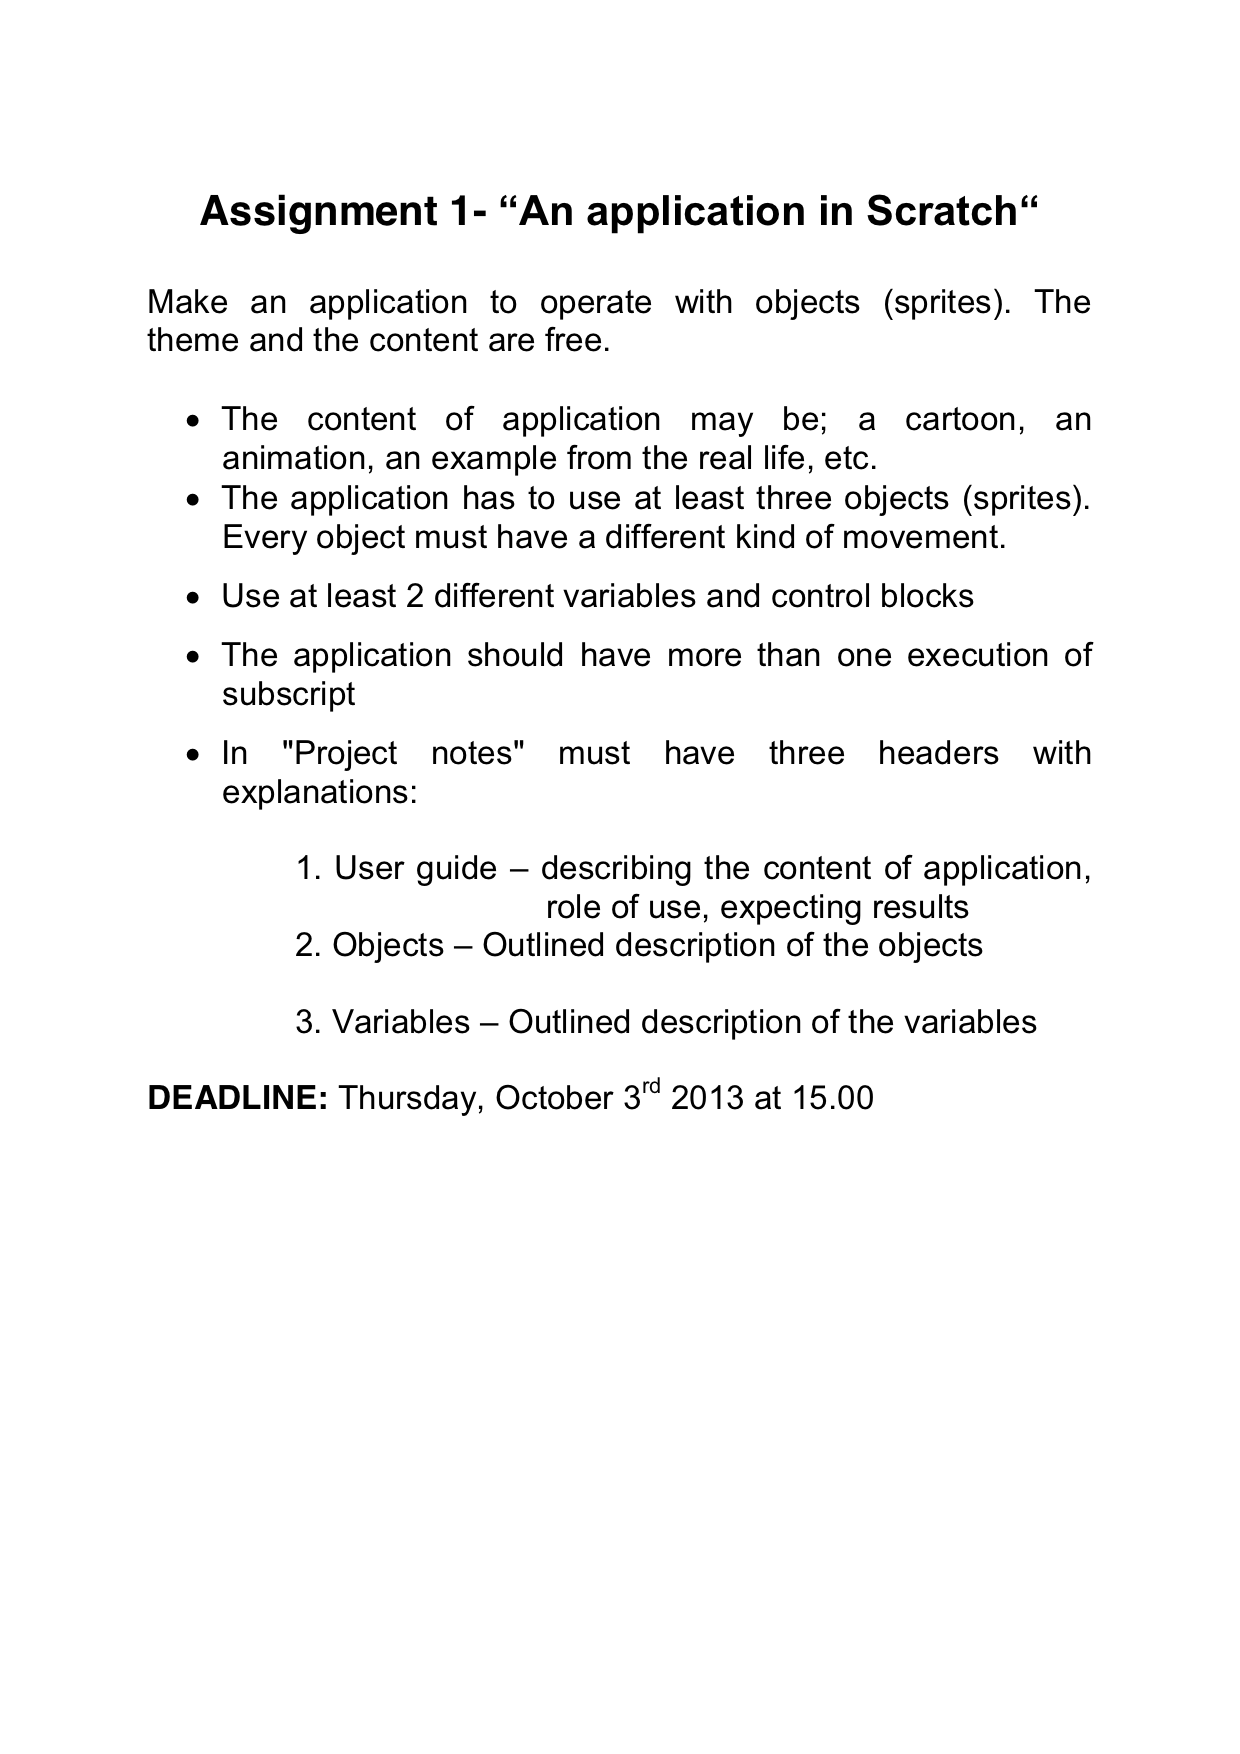 Assignment 1- “An application in Scratch“
Make an application to operate with objects (sprites). The
theme and the content are free.
• The content of application may be; a cartoon, an
animation, an example from the real life, etc.
• The application has to use at least three objects (sprites).
Every object must have a different kind of movement.
• Use at least 2 different variables and control blocks
• The application should have more than one execution of
subscript
• In "Project notes" must have three headers with
explanations:
1. User guide – describing the content of application,
role of use, expecting results
2. Objects – Outlined description of the objects
3. Variables – Outlined description of the variables
DEADLINE: Thursday, October 3rd 2013 at 15.00